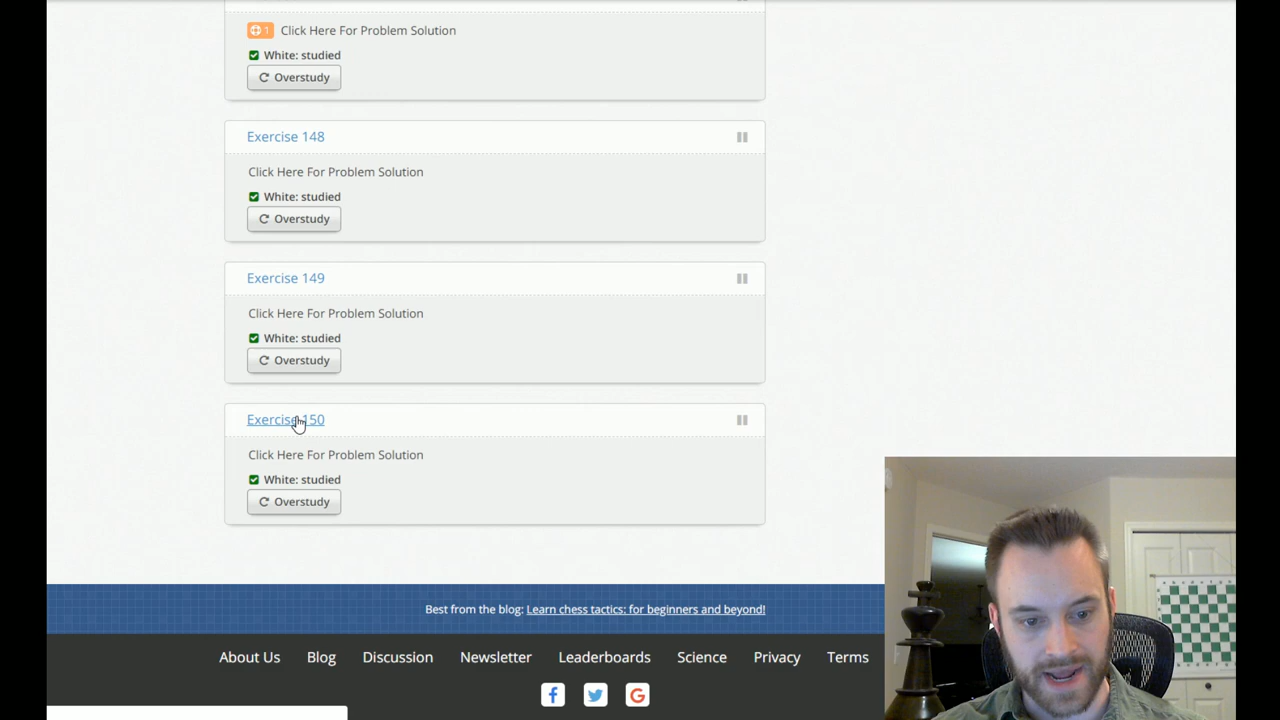 1 Click Here For Problem Solution
White: studied
Overstudy
Exercise 148
Click Here For Problem Solution
White: studied
Overstudy
Exercise 149
Click Here For Problem Solution
White: studied
Overstudy
Exercise 150
Click Here For Problem Solution
White: studied
Overstudy
Best from the blog: Learn chess tactics: for beginners and beyond!
About Us Blog Discussion Newsletter Leaderboards Science Privacy Terms